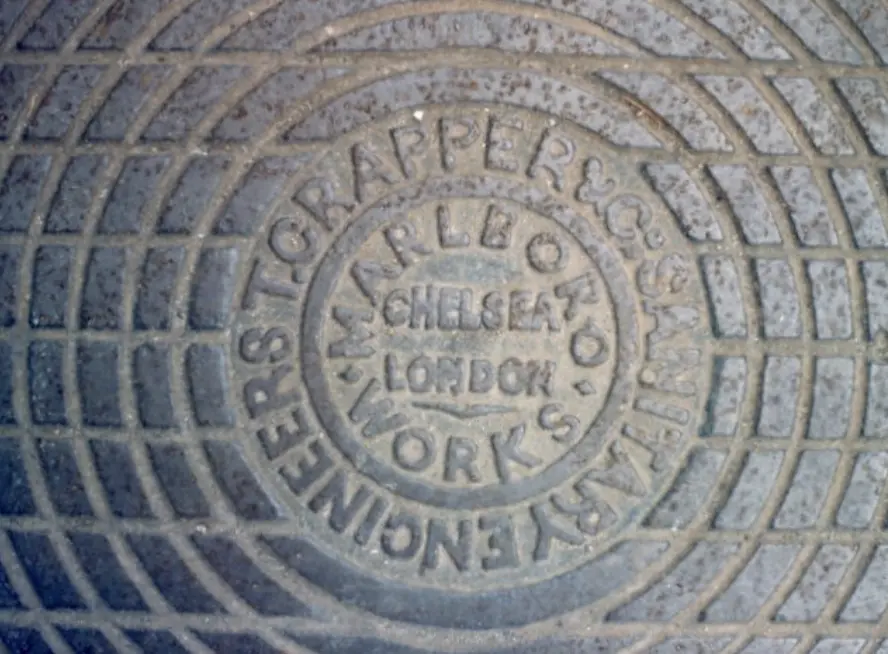 T. CRAPPER & Co. SANITARY ENGINEERS
MARLBORO
CHELSEA
LONDON
WORKS